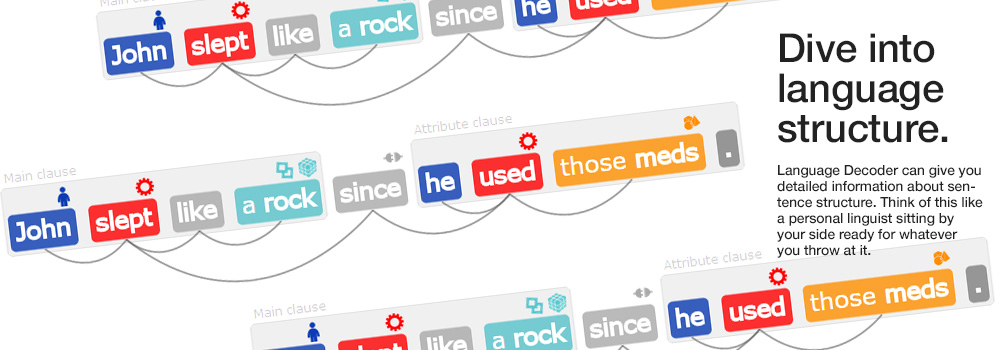 Main clause
John slept like a rock since he used
Dive into
language
structure.
Language Decoder can give you
detailed information about sen-
tence structure. Think of this like
a personal linguist sitting by
your side ready for whatever
you throw at it.
Attribute clause
Main clause
John slept like a rock since he used those meds .
Attribute clause
Main clause
slept like a rock since he used those meds .